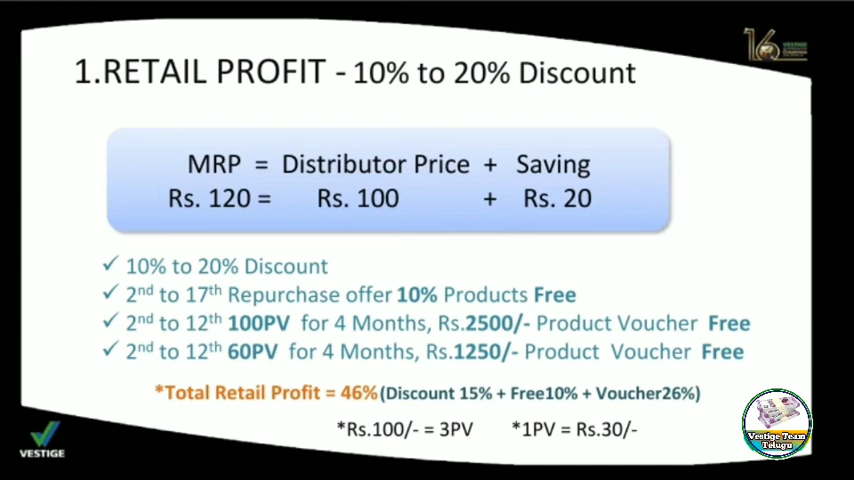 16
1.RETAIL PROFIT - 10% to 20% Discount
MRP = Distributor Price + Saving
Rs. 120 = Rs. 100 + Rs. 20
✓ 10% to 20% Discount
✓ 2nd to 17th Repurchase offer 10% Products Free
✓ 2nd to 12th 100PV for 4 Months, Rs.2500/- Product Voucher Free
✓ 2nd to 12th 60PV for 4 Months, Rs.1250/- Product Voucher Free
*Total Retail Profit = 46%(Discount 15% + Free10% + Voucher26%)
*Rs.100/- = 3PV *1PV = Rs.30/-
VESTIGE
Vestige Team
Telugu